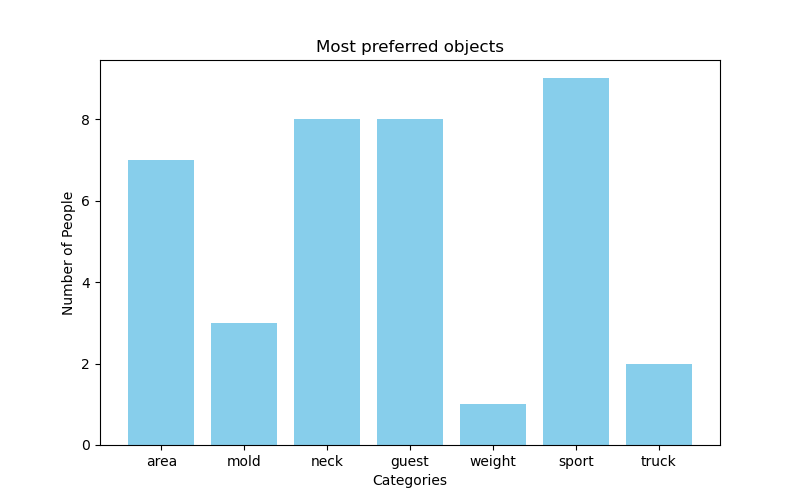 Most preferred objects
Number of People
8
6
4
2
0
area mold neck guest weight sport truck
Categories